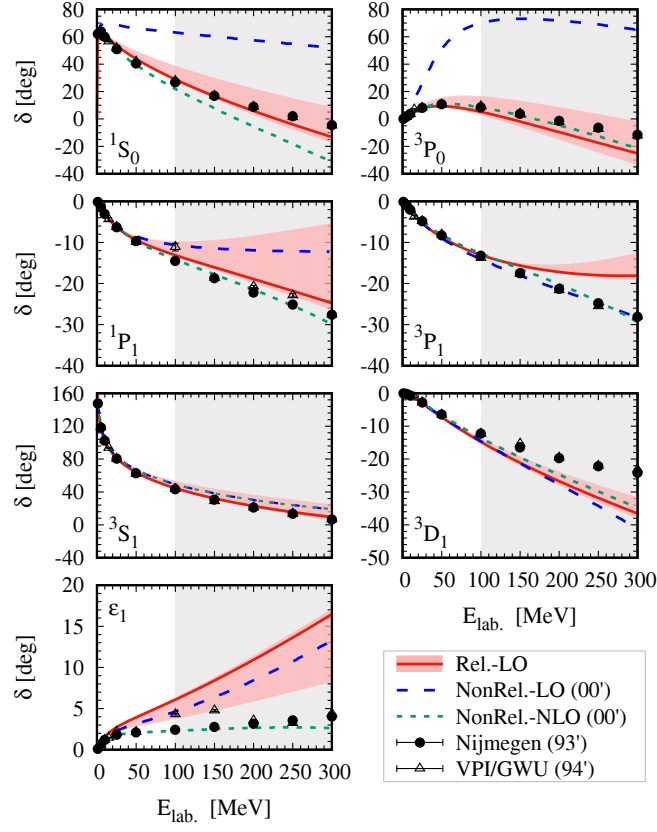 80
60
40
20
0
-20
-40
δ [deg]
¹S₀
80
60
40
20
0
-20
-40
³P₀
0
-10
-20
-30
-40
δ [deg]
¹P₁
0
-10
-20
-30
-40
³P₁
160
120
80
40
0
-40
δ [deg]
³S₁
0
-10
-20
-30
-40
-50
³D₁
0 50 100 150 200 250 300
E_lab. [MeV]
20
15
10
5
0
δ [deg]
ε₁
0 50 100 150 200 250 300
E_lab. [MeV]
Rel.-LO
NonRel.-LO (00')
NonRel.-NLO (00')
Nijmegen (93')
VPI/GWU (94')